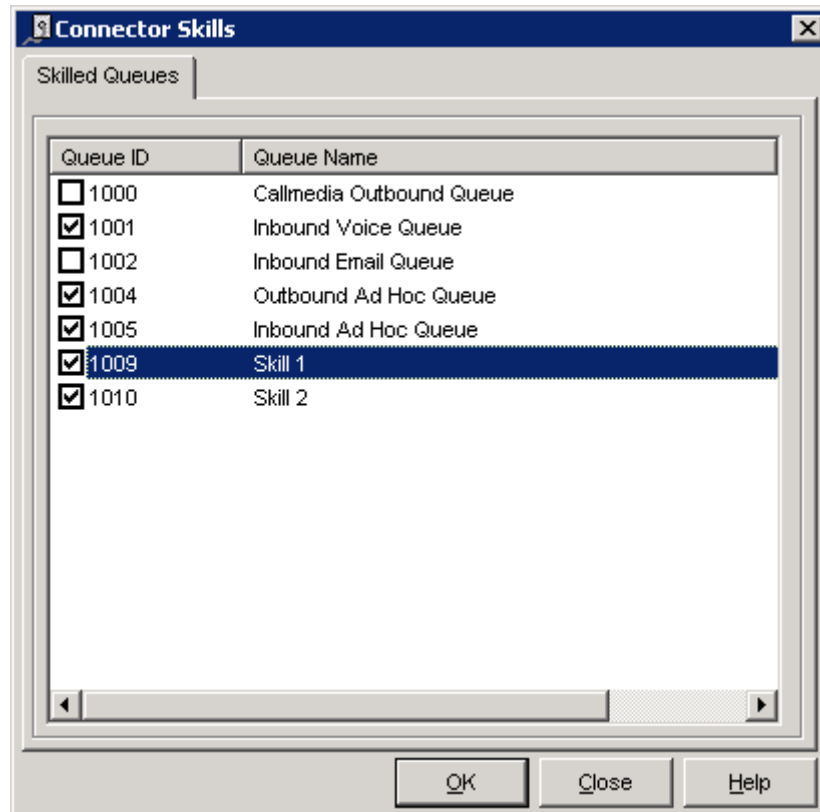 Connector Skills
Skilled Queues
Queue ID Queue Name
1000 Callmedia Outbound Queue
1001 Inbound Voice Queue
1002 Inbound Email Queue
1004 Outbound Ad Hoc Queue
1005 Inbound Ad Hoc Queue
1009 Skill 1
1010 Skill 2
OK Close Help